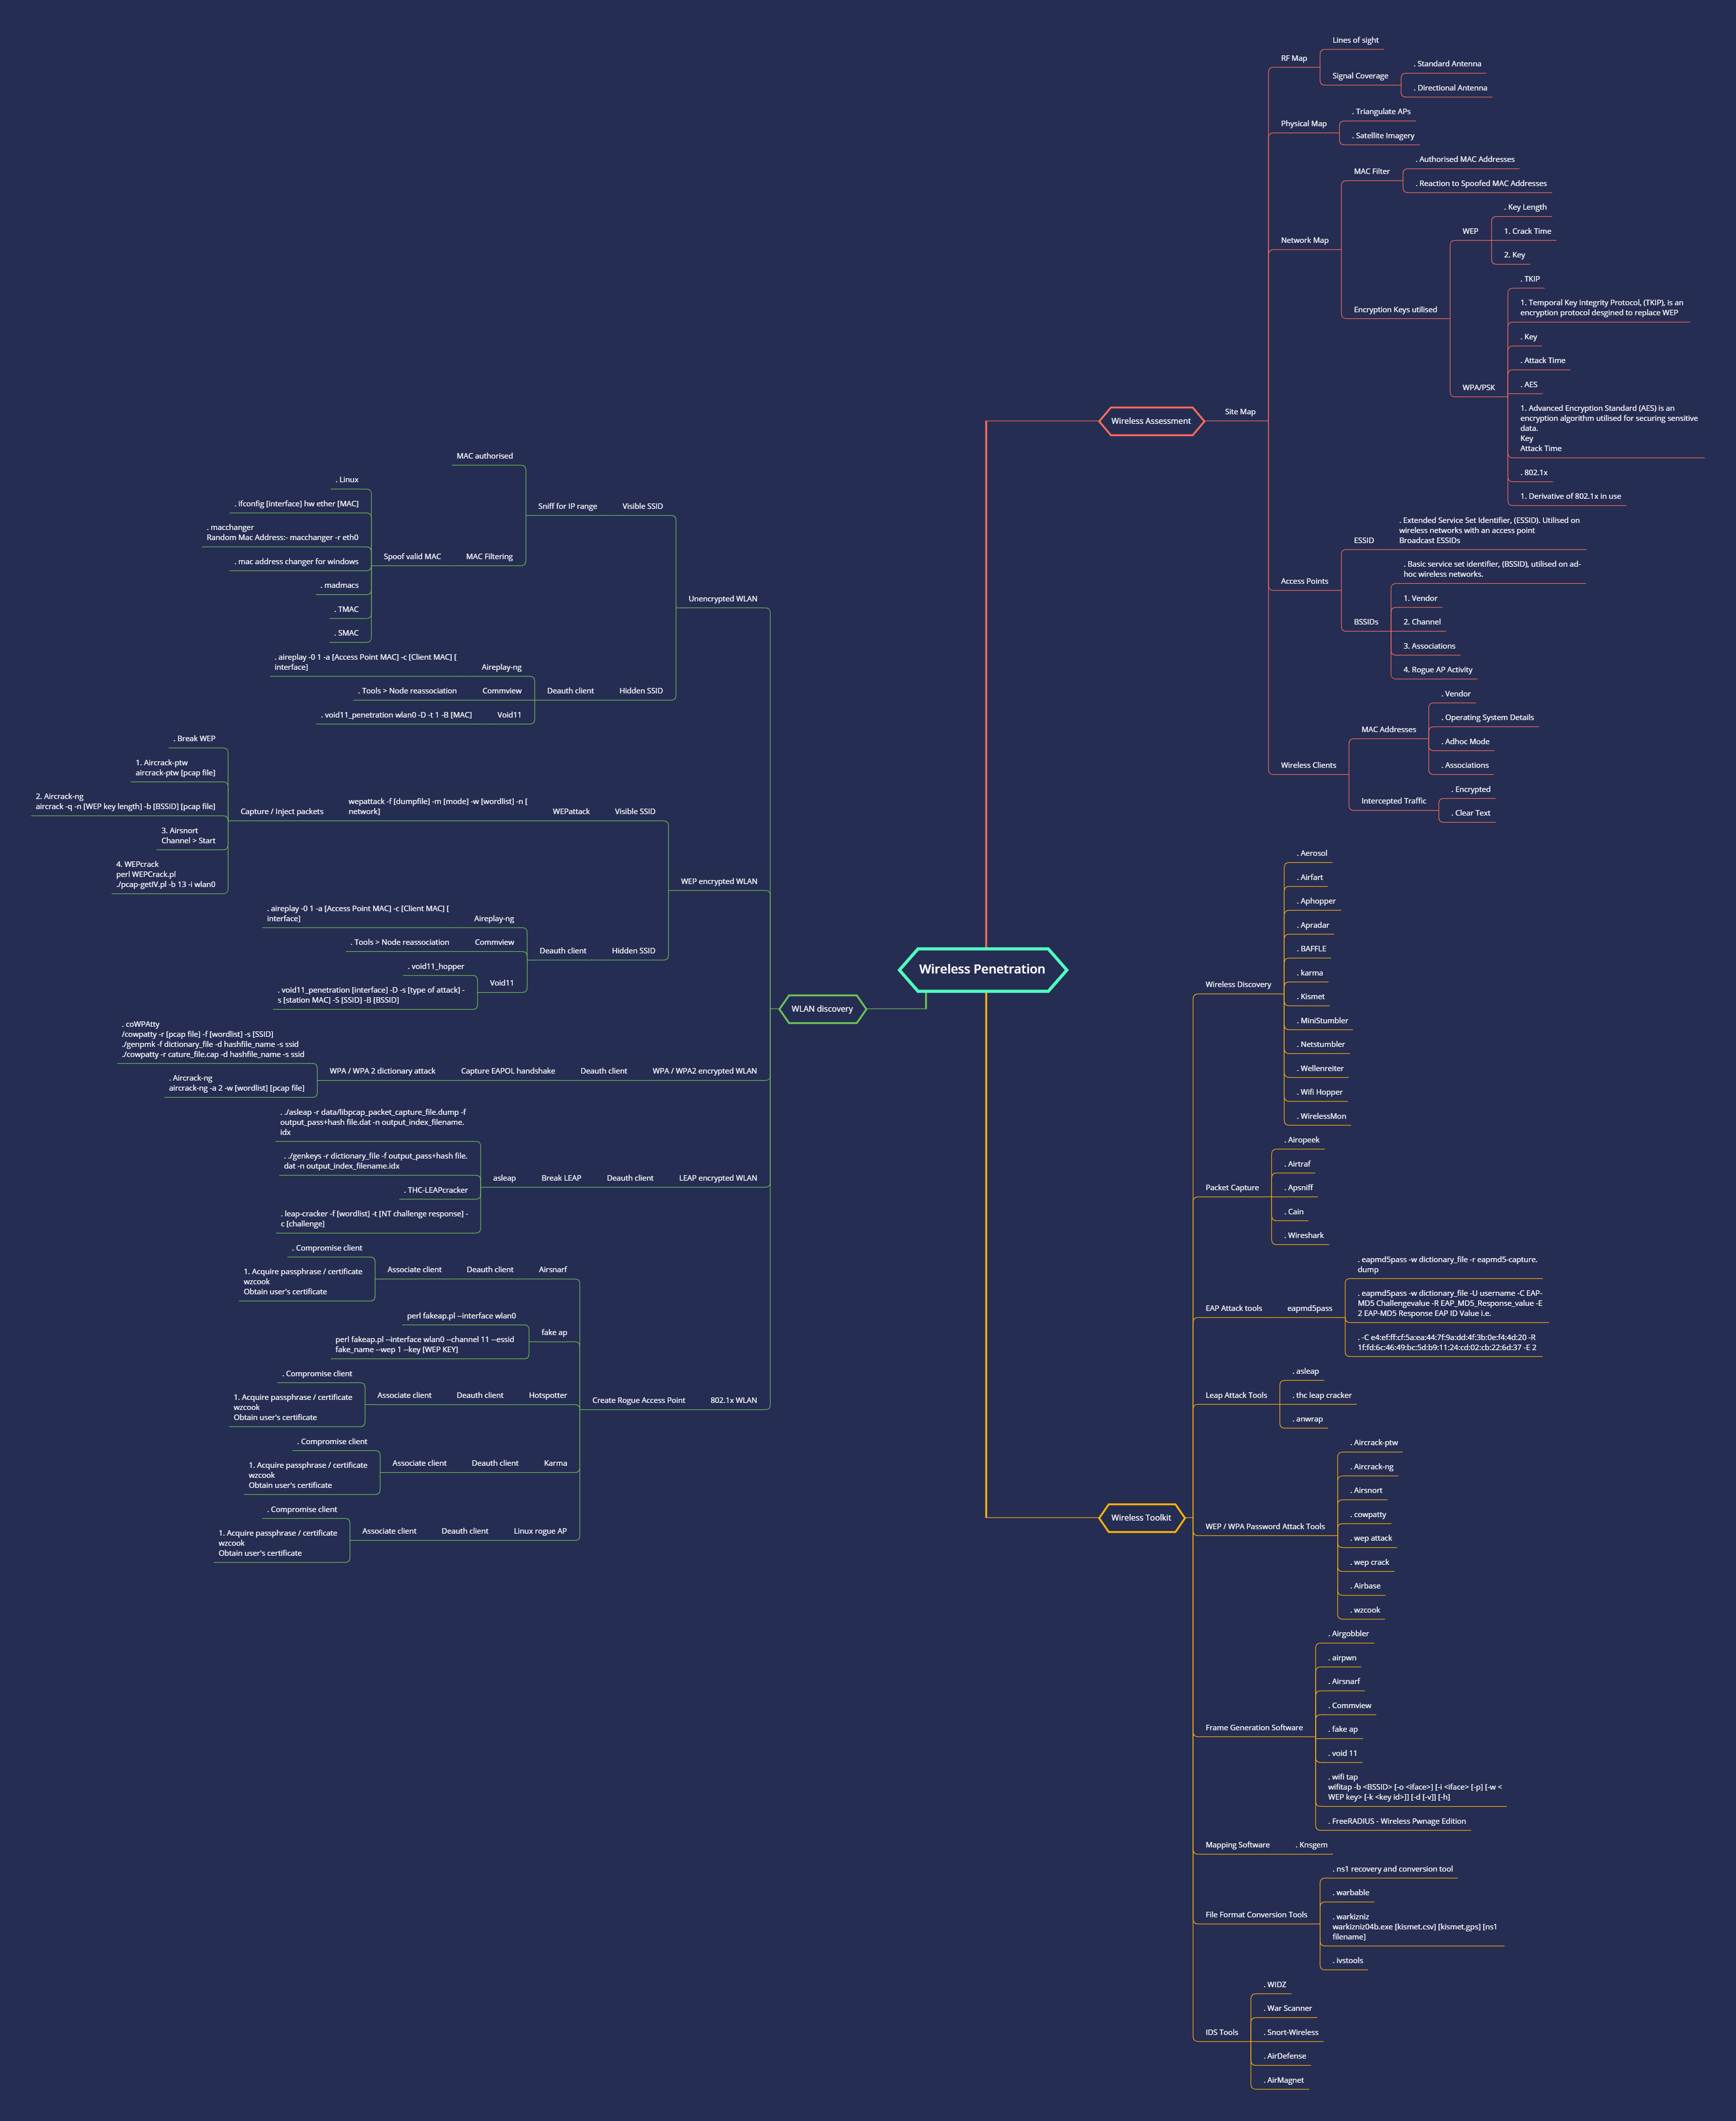 Wireless Penetration
Wireless Assessment
Site Map
RF Map
Lines of sight
Signal Coverage
. Standard Antenna
. Directional Antenna
Physical Map
. Triangulate APs
. Satellite Imagery
Network Map
MAC Filter
. Authorised MAC Addresses
. Reaction to Spoofed MAC Addresses
Encryption Keys utilised
WEP
. Key Length
1. Crack Time
2. Key
WPA/PSK
. TKIP
1. Temporal Key Integrity Protocol, (TKIP), is an
encryption protocol desgined to replace WEP
. Key
. Attack Time
. AES
1. Advanced Encryption Standard (AES) is an
encryption algorithm utilised for securing sensitive
data.
Key
Attack Time
. 802.1x
1. Derivative of 802.1x in use
Access Points
ESSID
. Extended Service Set Identifier, (ESSID). Utilised on
wireless networks with an access point
Broadcast ESSIDs
BSSIDs
. Basic service set identifier, (BSSID), utilised on ad-
hoc wireless networks.
1. Vendor
2. Channel
3. Associations
4. Rogue AP Activity
Wireless Clients
MAC Addresses
. Vendor
. Operating System Details
. Adhoc Mode
. Associations
Intercepted Traffic
. Encrypted
. Clear Text
Wireless Toolkit
Wireless Discovery
. Aerosol
. Airfart
. Aphopper
. Apradar
. BAFFLE
. karma
. Kismet
. MiniStumbler
. Netstumbler
. Wellenreiter
. Wifi Hopper
. WirelessMon
Packet Capture
. Airopeek
. Airtraf
. Apsniff
. Cain
. Wireshark
EAP Attack tools
eapmd5pass
. eapmd5pass -w dictionary_file -r eapmd5-capture.
dump
. eapmd5pass -w dictionary_file -U username -C EAP-
MD5 Challengevalue -R EAP_MD5_Response_value -E
2 EAP-MD5 Response EAP ID Value i.e.
. -C e4:ef:ff:cf:5a:ea:44:7f:9a:dd:4f:3b:0e:f4:4d:20 -R
1f:fd:6c:46:49:bc:5d:b9:11:24:cd:02:cb:22:6d:37 -E 2
Leap Attack Tools
. asleap
. thc leap cracker
. anwrap
WEP / WPA Password Attack Tools
. Aircrack-ptw
. Aircrack-ng
. Airsnort
. cowpatty
. wep attack
. wep crack
. Airbase
. wzcook
Frame Generation Software
. Airgobbler
. airpwn
. Airsnarf
. Commview
. fake ap
. void 11
. wifi tap
wifitap -b <BSSID> [-o <iface>] [-i <iface> [-p] [-w <
WEP key> [-k <key id>]] [-d [-v]] [-h]
. FreeRADIUS - Wireless Pwnage Edition
Mapping Software
. Knsgem
File Format Conversion Tools
. ns1 recovery and conversion tool
. warbable
. warkizniz
warkizniz04b.exe [kismet.csv] [kismet.gps] [ns1
filename]
. ivstools
IDS Tools
. WIDZ
. War Scanner
. Snort-Wireless
. AirDefense
. AirMagnet
WLAN discovery
Unencrypted WLAN
Visible SSID
Sniff for IP range
MAC authorised
MAC Filtering
Spoof valid MAC
. Linux
. ifconfig [interface] hw ether [MAC]
. macchanger
Random Mac Address:- macchanger -r eth0
. mac address changer for windows
. madmacs
. TMAC
. SMAC
Hidden SSID
Deauth client
Aireplay-ng
. aireplay -0 1 -a [Access Point MAC] -c [Client MAC] [
interface]
Commview
. Tools > Node reassociation
Void11
. void11_penetration wlan0 -D -t 1 -B [MAC]
WEP encrypted WLAN
Visible SSID
WEPattack
wepattack -f [dumpfile] -m [mode] -w [wordlist] -n [
network]
Capture / Inject packets
. Break WEP
1. Aircrack-ptw
aircrack-ptw [pcap file]
2. Aircrack-ng
aircrack -q -n [WEP key length] -b [BSSID] [pcap file]
3. Airsnort
Channel > Start
4. WEPcrack
perl WEPCrack.pl
./pcap-getIV.pl -b 13 -i wlan0
Hidden SSID
Deauth client
Aireplay-ng
. aireplay -0 1 -a [Access Point MAC] -c [Client MAC] [
interface]
Commview
. Tools > Node reassociation
Void11
. void11_hopper
. void11_penetration [interface] -D -s [type of attack] -
s [station MAC] -S [SSID] -B [BSSID]
WPA / WPA2 encrypted WLAN
Deauth client
Capture EAPOL handshake
WPA / WPA 2 dictionary attack
. coWPAtty
/cowpatty -r [pcap file] -f [wordlist] -s [SSID]
./genpmk -f dictionary_file -d hashfile_name -s ssid
./cowpatty -r cature_file.cap -d hashfile_name -s ssid
. Aircrack-ng
aircrack-ng -a 2 -w [wordlist] [pcap file]
LEAP encrypted WLAN
Deauth client
Break LEAP
asleap
. ./asleap -r data/libpcap_packet_capture_file.dump -f
output_pass+hash file.dat -n output_index_filename.
idx
. ./genkeys -r dictionary_file -f output_pass+hash file.
dat -n output_index_filename.idx
. THC-LEAPcracker
. leap-cracker -f [wordlist] -t [NT challenge response] -
c [challenge]
802.1x WLAN
Create Rogue Access Point
Airsnarf
Deauth client
Associate client
. Compromise client
1. Acquire passphrase / certificate
wzcook
Obtain user's certificate
fake ap
perl fakeap.pl --interface wlan0
perl fakeap.pl --interface wlan0 --channel 11 --essid
fake_name --wep 1 --key [WEP KEY]
Hotspotter
Deauth client
Associate client
. Compromise client
1. Acquire passphrase / certificate
wzcook
Obtain user's certificate
Karma
Deauth client
Associate client
. Compromise client
1. Acquire passphrase / certificate
wzcook
Obtain user's certificate
Linux rogue AP
Deauth client
Associate client
. Compromise client
1. Acquire passphrase / certificate
wzcook
Obtain user's certificate